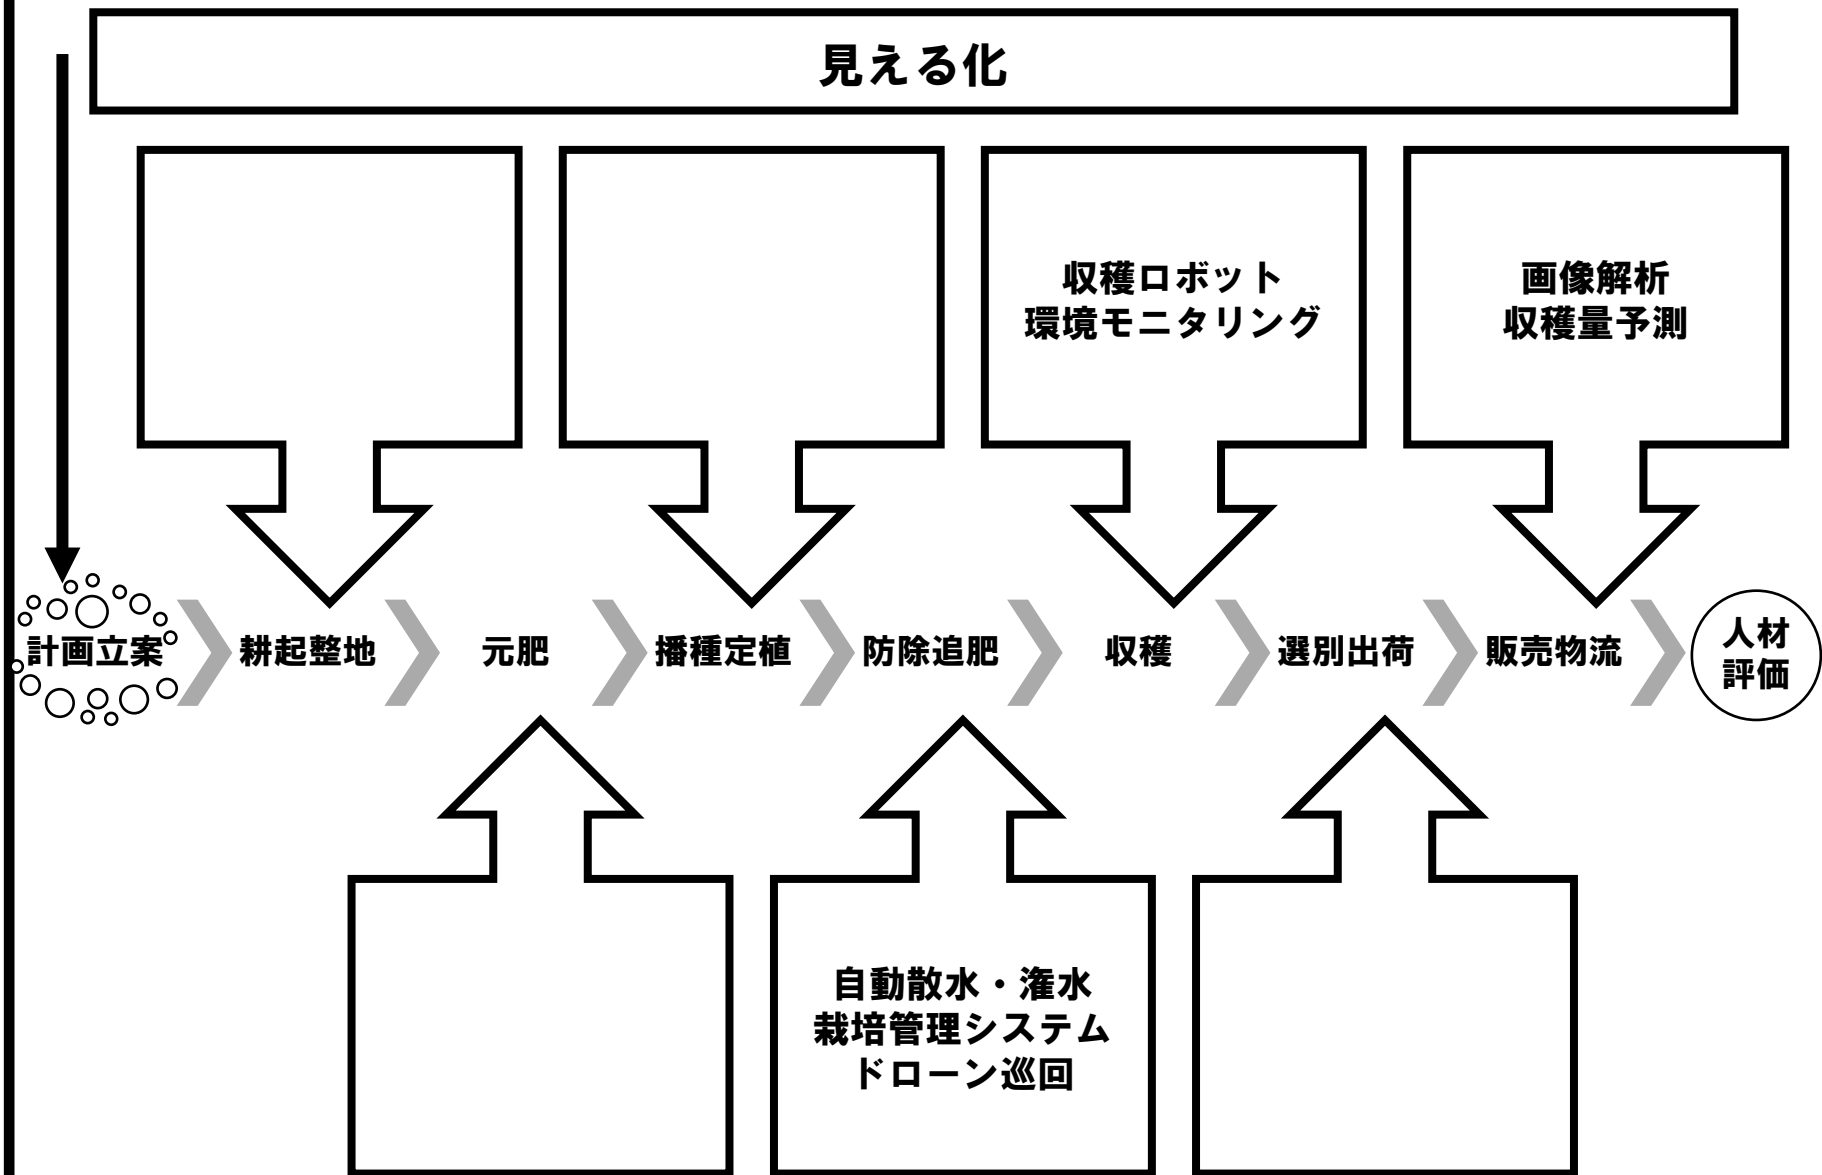 見える化
収穫ロボット
環境モニタリング
画像解析
収穫量予測
計画立案
耕起整地
元肥
播種定植
防除追肥
収穫
選別出荷
販売物流
人材
評価
自動散水・潅水
栽培管理システム
ドローン巡回